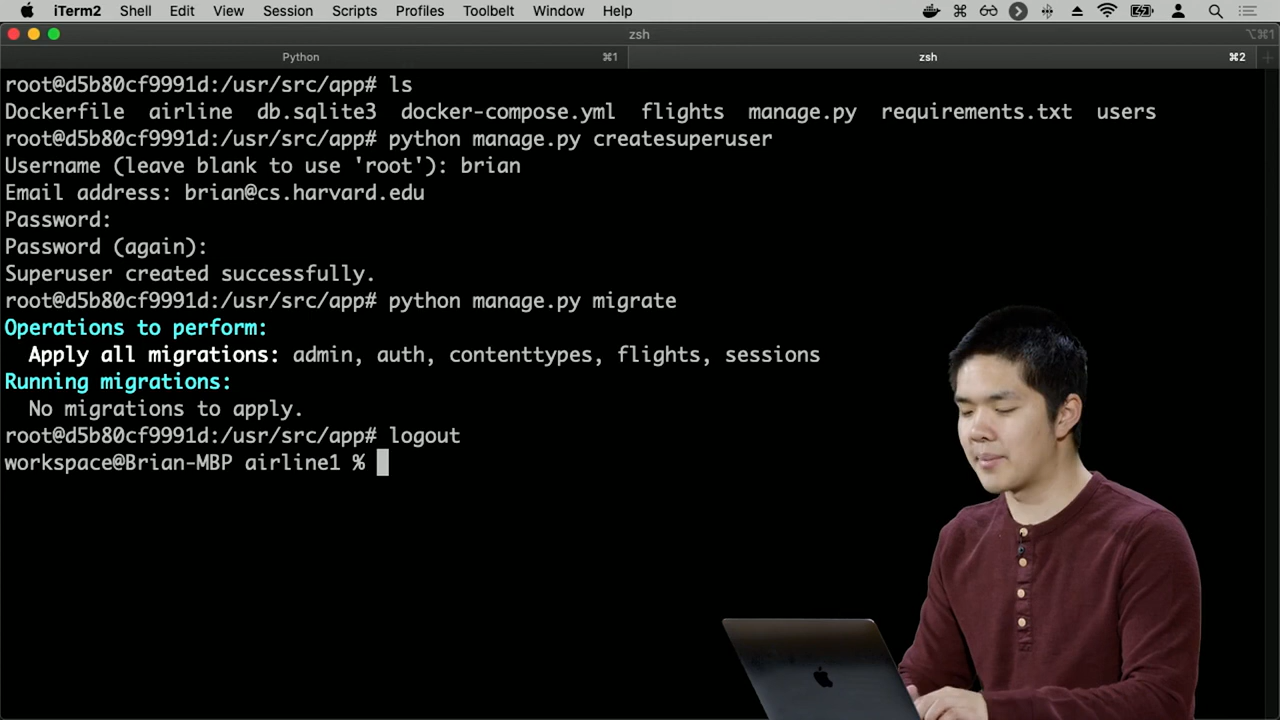 iTerm2 Shell Edit View Session Scripts Profiles Toolbelt Window Help
zsh ⌥⌘1
Python ⌘1 zsh ⌘2 +
root@d5b80cf9991d:/usr/src/app# ls
Dockerfile airline db.sqlite3 docker-compose.yml flights manage.py requirements.txt users
root@d5b80cf9991d:/usr/src/app# python manage.py createsuperuser
Username (leave blank to use 'root'): brian
Email address: brian@cs.harvard.edu
Password:
Password (again):
Superuser created successfully.
root@d5b80cf9991d:/usr/src/app# python manage.py migrate
Operations to perform:
Apply all migrations: admin, auth, contenttypes, flights, sessions
Running migrations:
No migrations to apply.
root@d5b80cf9991d:/usr/src/app# logout
workspace@Brian-MBP airline1 %